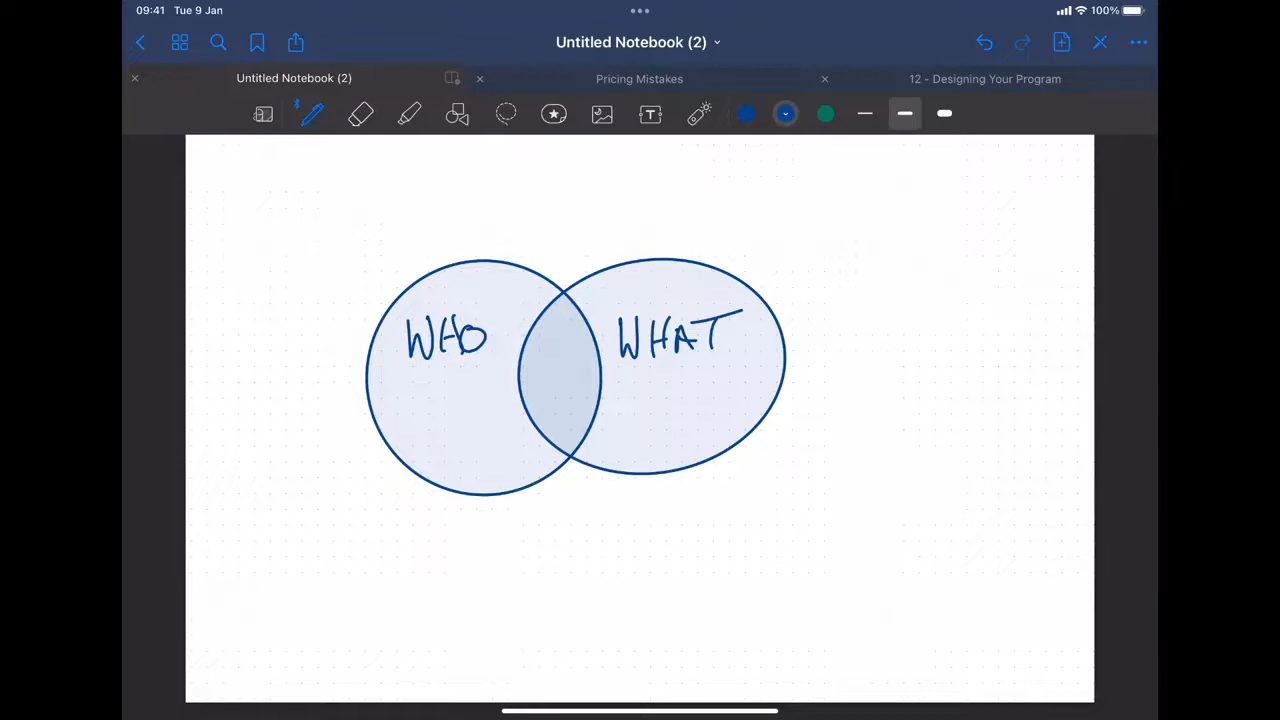 09:41 Tue 9 Jan
100%
Untitled Notebook (2)
Untitled Notebook (2)
Pricing Mistakes
12 - Designing Your Program
T
WHO
WHAT